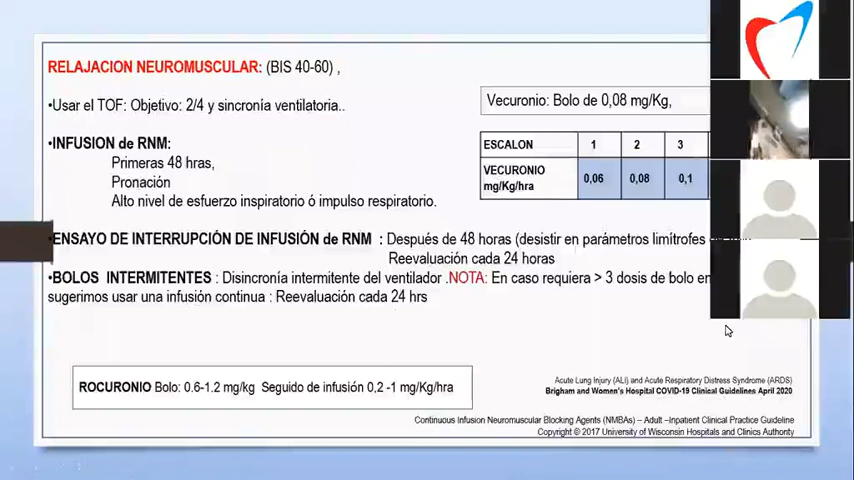 RELAJACION NEUROMUSCULAR: (BIS 40-60) ,
•Usar el TOF: Objetivo: 2/4 y sincronía ventilatoria..
Vecuronio: Bolo de 0,08 mg/Kg,
•INFUSION de RNM:
Primeras 48 hras,
Pronación
Alto nivel de esfuerzo inspiratorio ó impulso respiratorio.
ESCALON 1 2 3
VECURONIO mg/Kg/hra 0,06 0,08 0,1
•ENSAYO DE INTERRUPCIÓN DE INFUSIÓN de RNM : Después de 48 horas (desistir en parámetros limítrofes
Reevaluación cada 24 horas
•BOLOS INTERMITENTES : Disincronía intermitente del ventilador .NOTA: En caso requiera > 3 dosis de bolo en
sugerimos usar una infusión continua : Reevaluación cada 24 hrs
ROCURONIO Bolo: 0.6-1.2 mg/kg Seguido de infusión 0,2 -1 mg/Kg/hra
Acute Lung Injury (ALI) and Acute Respiratory Distress Syndrome (ARDS)
Brigham and Women's Hospital COVID-19 Clinical Guidelines April 2020
Continuous Infusion Neuromuscular Blocking Agents (NMBAs) – Adult –Inpatient Clinical Practice Guideline
Copyright © 2017 University of Wisconsin Hospitals and Clinics Authority